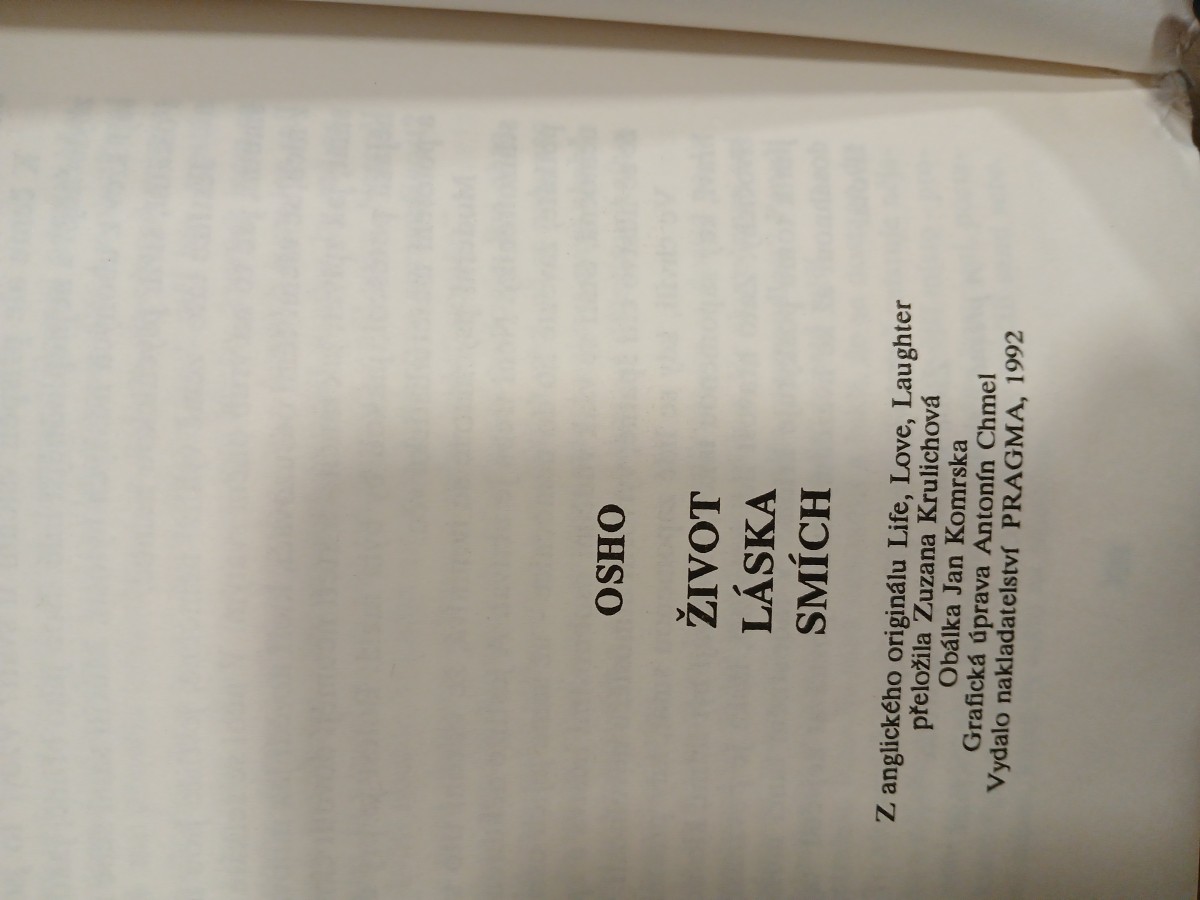 OSHO
ŽIVOT
LÁSKA
SMÍCH
Z anglického originálu Life, Love, Laughter
přeložila Zuzana Krulichová
Obálka Jan Komrska
Grafická úprava Antonín Chmel
Vydalo nakladatelství PRAGMA, 1992